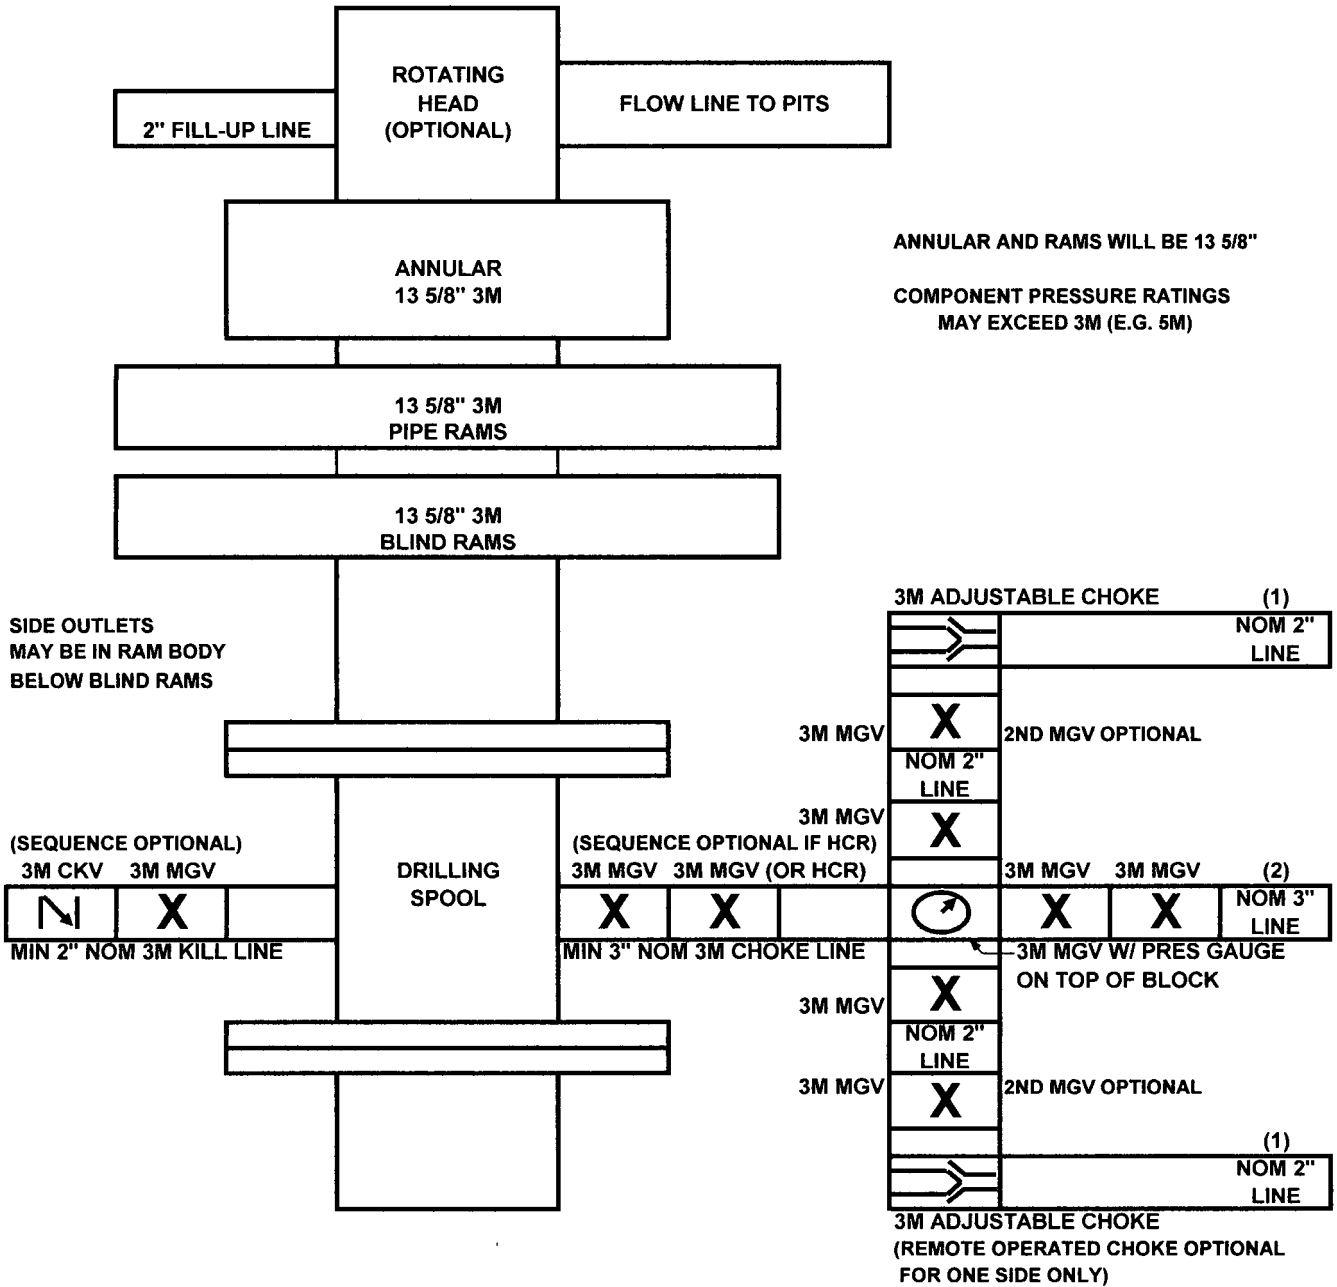 ROTATING
HEAD
(OPTIONAL)
2" FILL-UP LINE
FLOW LINE TO PITS
ANNULAR
13 5/8" 3M
ANNULAR AND RAMS WILL BE 13 5/8"
COMPONENT PRESSURE RATINGS
MAY EXCEED 3M (E.G. 5M)
13 5/8" 3M
PIPE RAMS
13 5/8" 3M
BLIND RAMS
SIDE OUTLETS
MAY BE IN RAM BODY
BELOW BLIND RAMS
3M ADJUSTABLE CHOKE (1)
NOM 2"
LINE
3M MGV
X
2ND MGV OPTIONAL
NOM 2"
LINE
3M MGV
X
(SEQUENCE OPTIONAL)
3M CKV 3M MGV
X
MIN 2" NOM 3M KILL LINE
DRILLING
SPOOL
(SEQUENCE OPTIONAL IF HCR)
3M MGV 3M MGV (OR HCR)
X X
MIN 3" NOM 3M CHOKE LINE
3M MGV 3M MGV (2)
X X
NOM 3"
LINE
3M MGV W/ PRES GAUGE
ON TOP OF BLOCK
3M MGV
X
NOM 2"
LINE
3M MGV
X
2ND MGV OPTIONAL
(1)
NOM 2"
LINE
3M ADJUSTABLE CHOKE
(REMOTE OPERATED CHOKE OPTIONAL
FOR ONE SIDE ONLY)